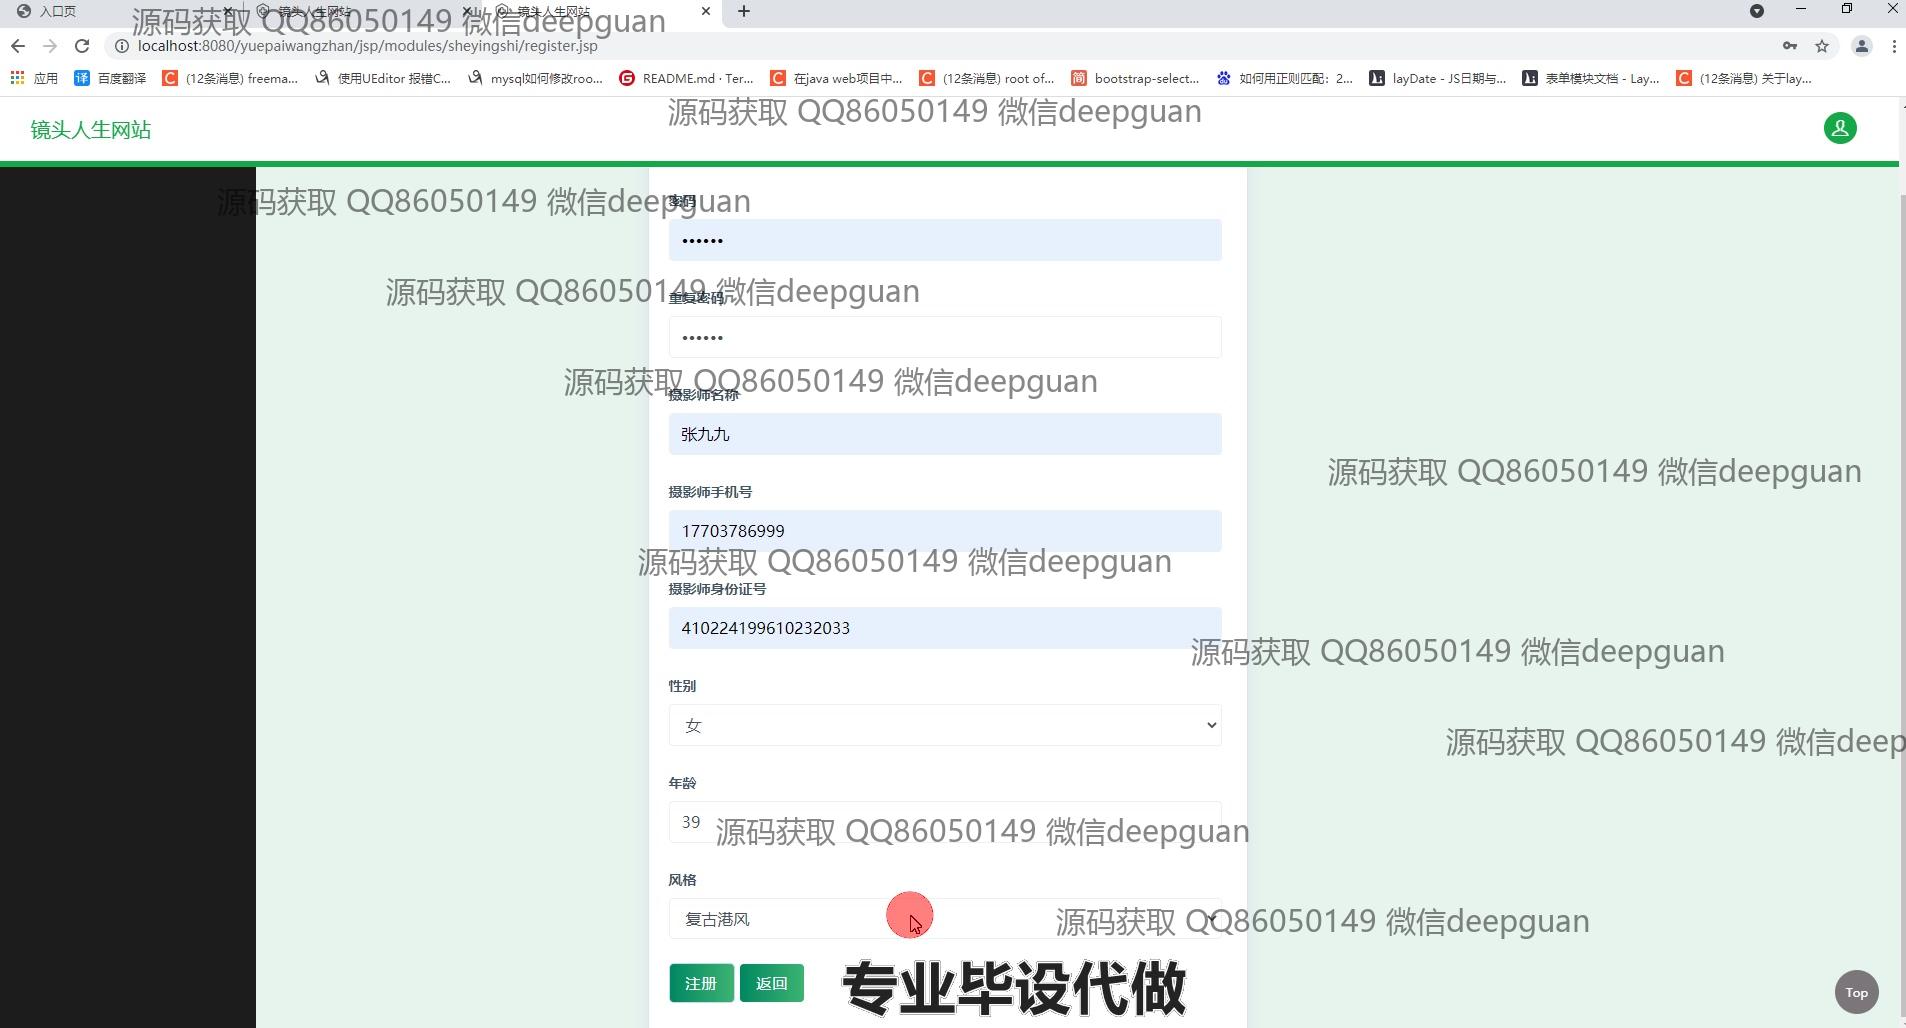 入口页
镜头人生网站
镜头人生网站
源码获取 QQ86050149 微信deepguan
localhost:8080/yuepaiwangzhan/jsp/modules/sheyingshi/register.jsp
应用
百度翻译
(12条消息) freema...
使用UEditor 报错C...
mysql如何修改roo...
README.md · Ter...
在java web项目中...
(12条消息) root of...
bootstrap-select...
如何用正则匹配：2...
layDate - JS日期与...
表单模块文档 - Lay...
(12条消息) 关于lay...
源码获取 QQ86050149 微信deepguan
镜头人生网站
源码获取 QQ86050149 微信deepguan
密码
••••••
源码获取 QQ86050149 微信deepguan
重复密码
••••••
源码获取 QQ86050149 微信deepguan
摄影师名称
张九九
源码获取 QQ86050149 微信deepguan
摄影师手机号
17703786999
源码获取 QQ86050149 微信deepguan
摄影师身份证号
410224199610232033
源码获取 QQ86050149 微信deepguan
性别
女
源码获取 QQ86050149 微信deep
年龄
39
源码获取 QQ86050149 微信deepguan
风格
复古港风
源码获取 QQ86050149 微信deepguan
注册
返回
专业毕设代做
Top